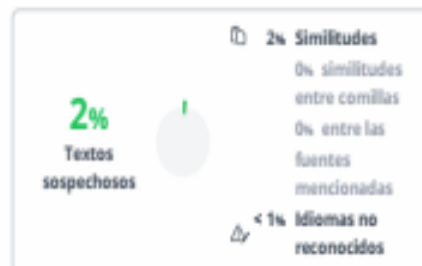 2%
Textos
sospechosos
2% Similitudes
0% similitudes
entre comillas
0% entre las
fuentes
mencionadas
< 1% Idiomas no
reconocidos